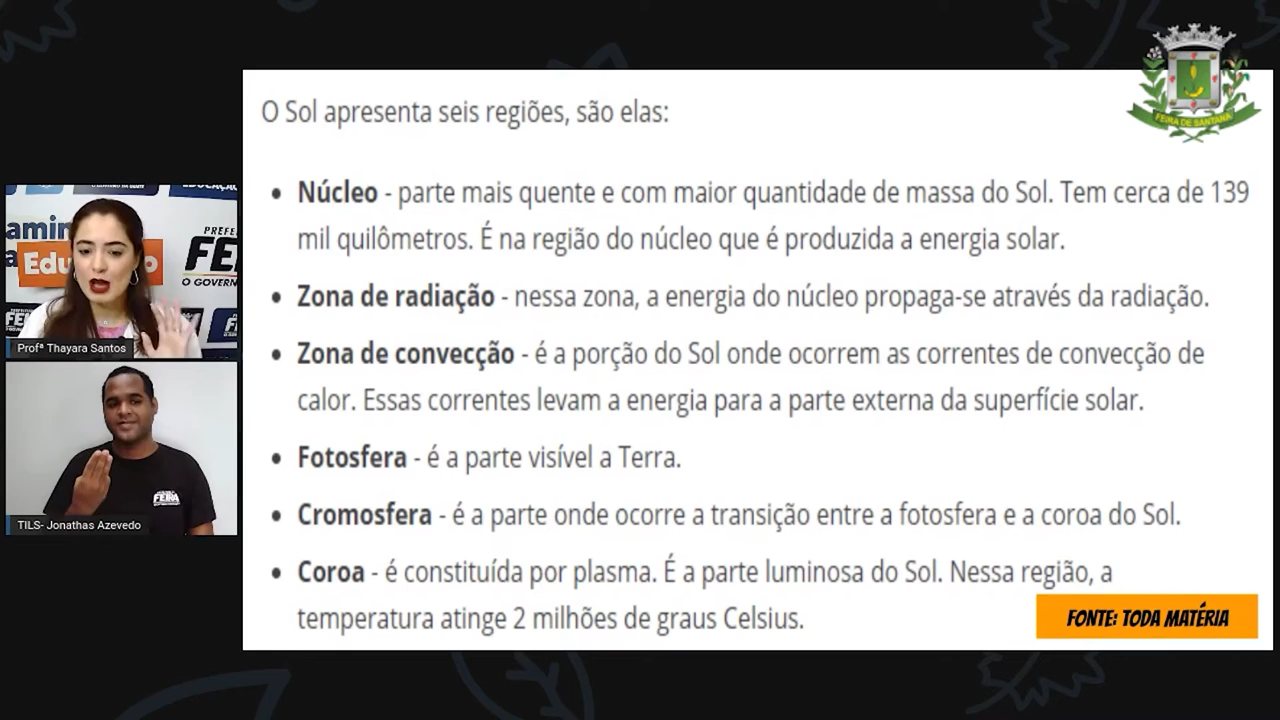 O Sol apresenta seis regiões, são elas:
Núcleo - parte mais quente e com maior quantidade de massa do Sol. Tem cerca de 139
mil quilômetros. É na região do núcleo que é produzida a energia solar.
Zona de radiação - nessa zona, a energia do núcleo propaga-se através da radiação.
Zona de convecção - é a porção do Sol onde ocorrem as correntes de convecção de
calor. Essas correntes levam a energia para a parte externa da superfície solar.
Fotosfera - é a parte visível a Terra.
Cromosfera - é a parte onde ocorre a transição entre a fotosfera e a coroa do Sol.
Coroa - é constituída por plasma. É a parte luminosa do Sol. Nessa região, a
temperatura atinge 2 milhões de graus Celsius.
FONTE: TODA MATÉRIA
FEIRA DE SANTANA
Profª Thayara Santos
TILS- Jonathas Azevedo
FEIRA
O GOVERN